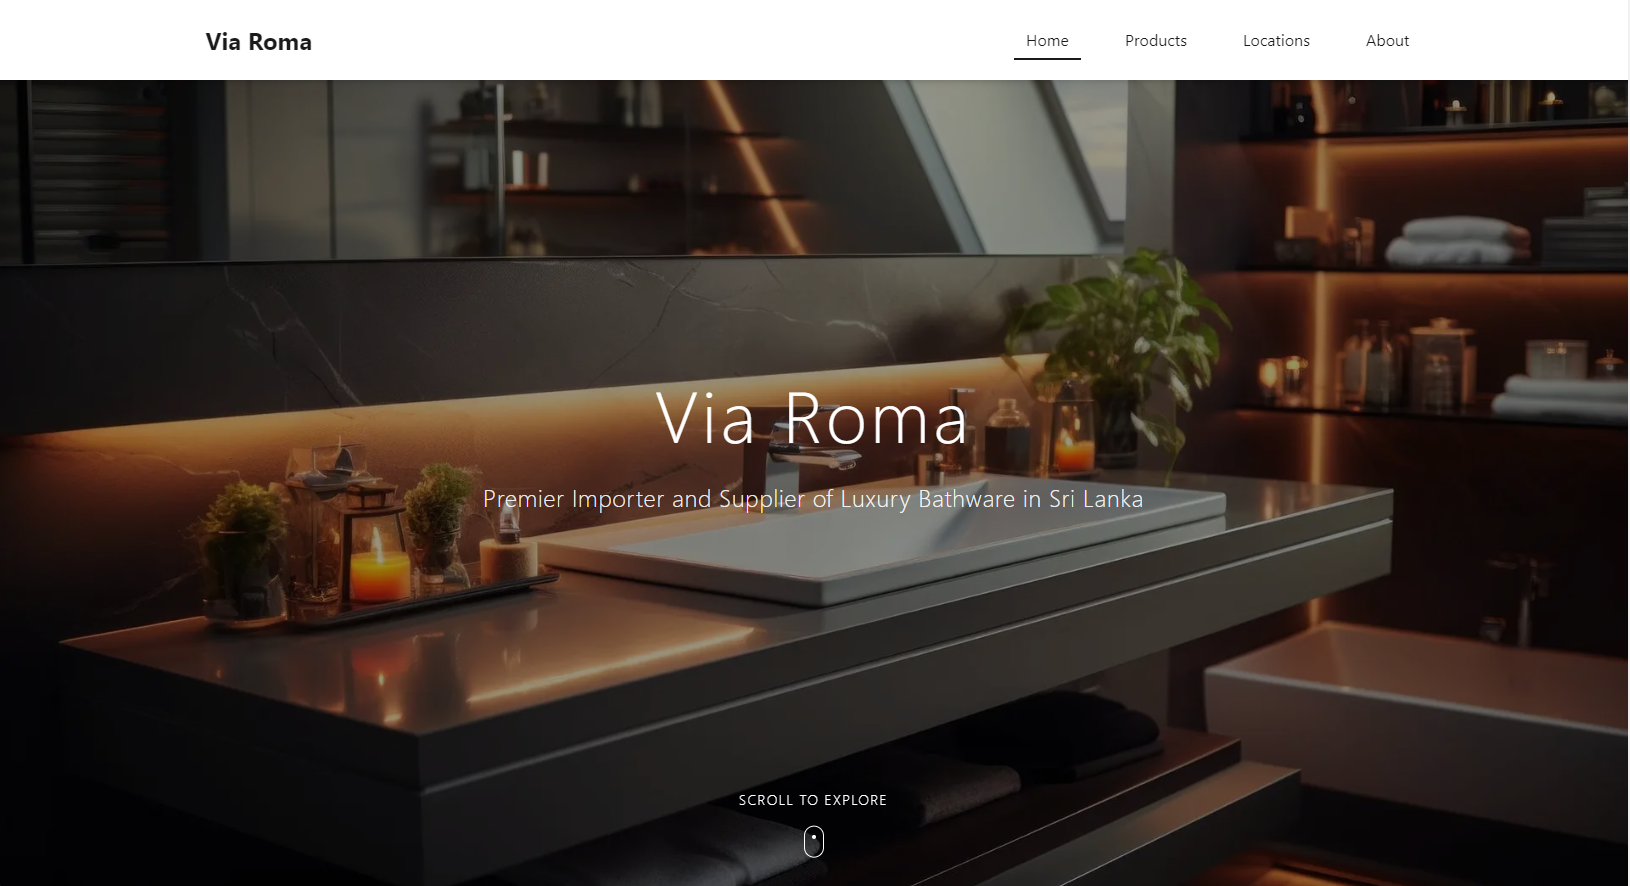 Via Roma
Home Products Locations About
Via Roma
Premier Importer and Supplier of Luxury Bathware in Sri Lanka
SCROLL TO EXPLORE